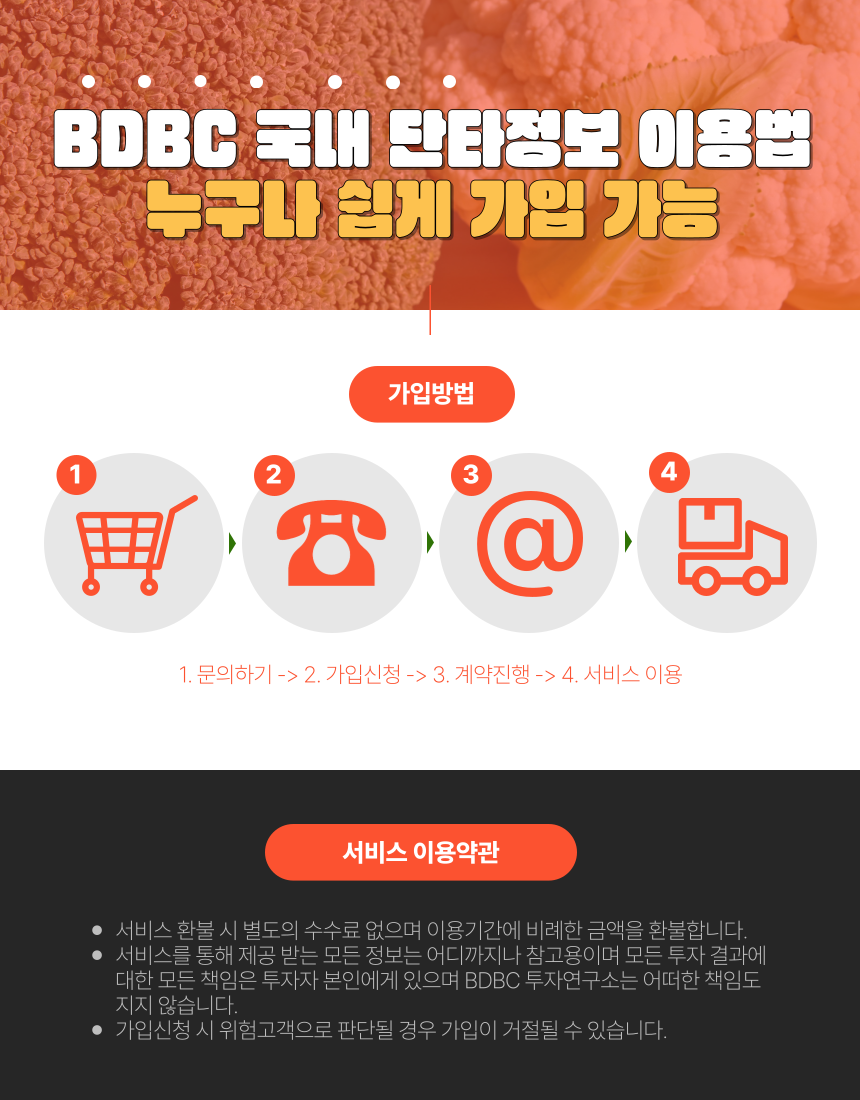 BDBC 국내 단타정보 이용법
누구나 쉽게 가입 가능
가입방법
1
2
3
4
1. 문의하기 -> 2. 가입신청 -> 3. 계약진행 -> 4. 서비스 이용
서비스 이용약관
서비스 환불 시 별도의 수수료 없으며 이용기간에 비례한 금액을 환불합니다.
서비스를 통해 제공 받는 모든 정보는 어디까지나 참고용이며 모든 투자 결과에
대한 모든 책임은 투자자 본인에게 있으며 BDBC 투자연구소는 어떠한 책임도
지지 않습니다.
가입신청 시 위험고객으로 판단될 경우 가입이 거절될 수 있습니다.